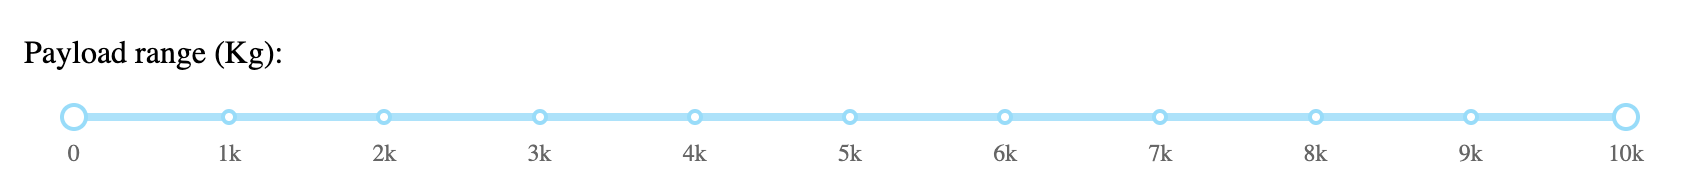 Payload range (Kg):
0 1k 2k 3k 4k 5k 6k 7k 8k 9k 10k